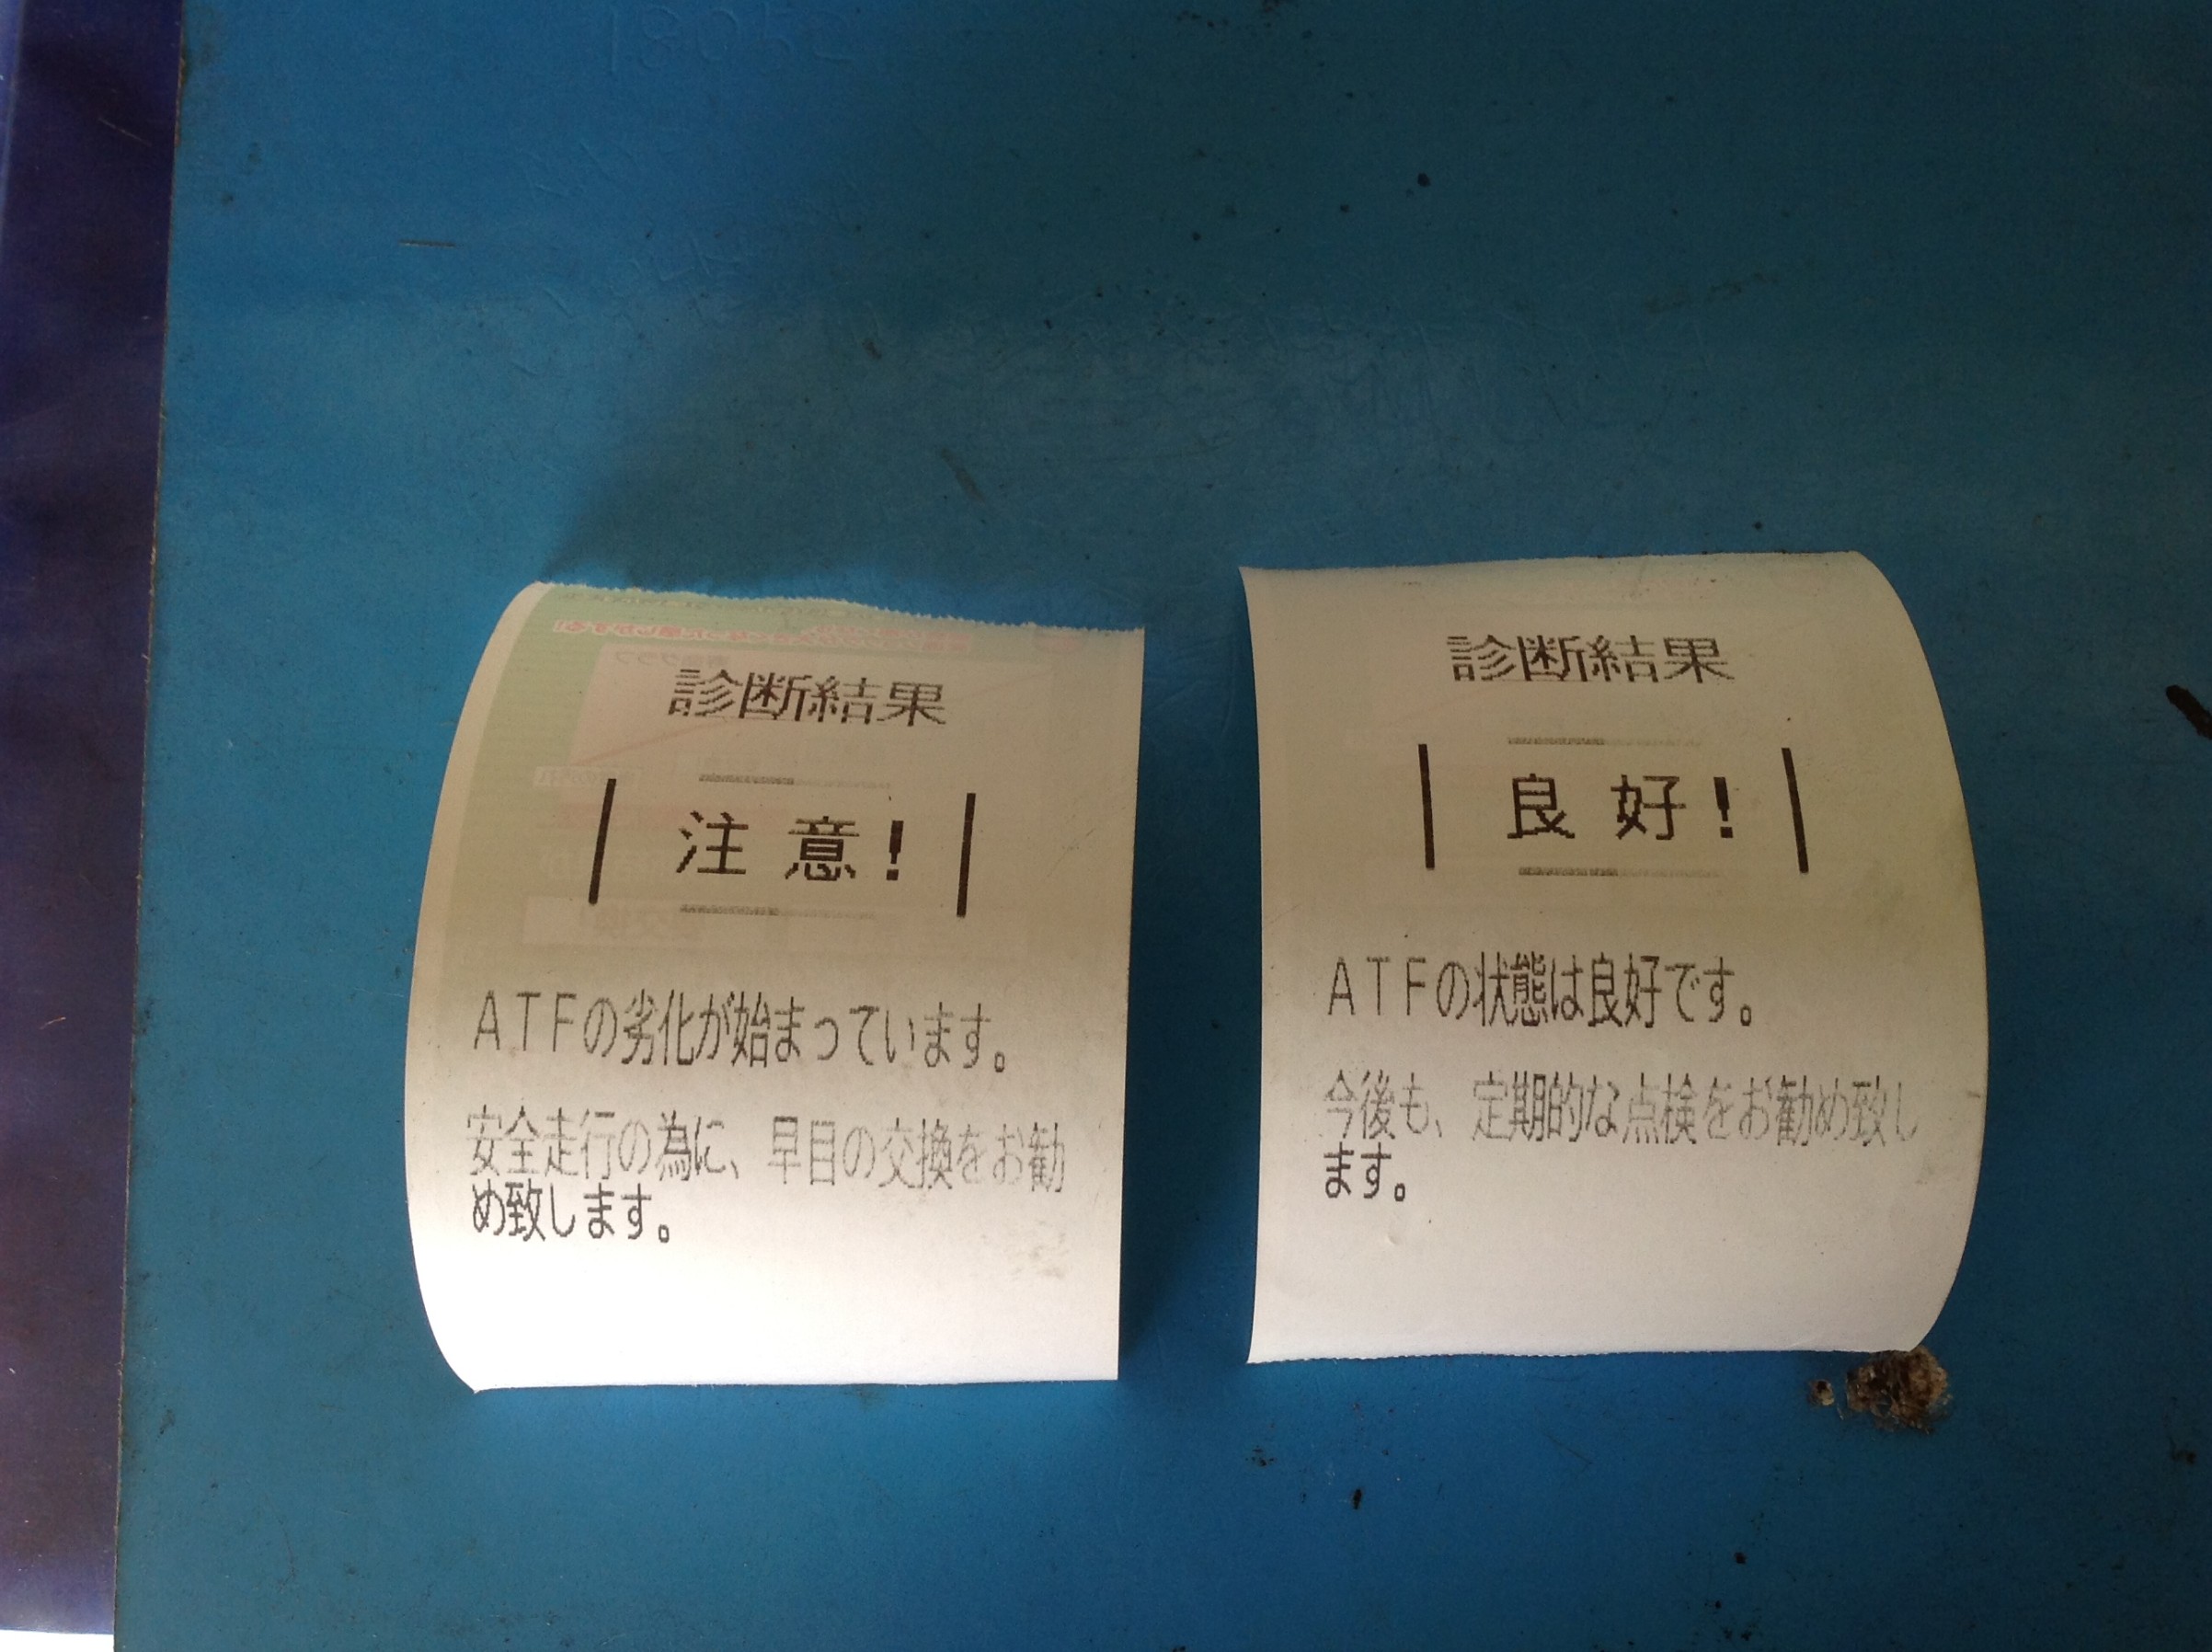 診断結果
注意!
ATFの劣化が始まっています。
安全走行の為に、早目の交換をお勧
め致します。
診断結果
良好!
ATFの状態は良好です。
今後も、定期的な点検をお勧め致し
ます。